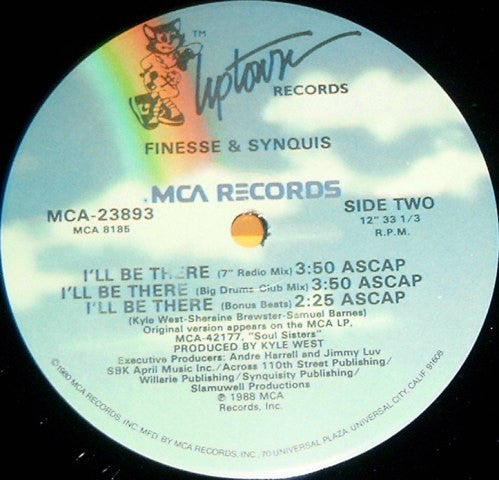 TM
Uptown
RECORDS
FINESSE & SYNQUIS
MCA RECORDS
MCA-23893
MCA 8185
SIDE TWO
12" 33 1/3
R.P.M.
I'LL BE THERE (7" Radio Mix) 3:50 ASCAP
I'LL BE THERE (Big Drums Club Mix) 3:50 ASCAP
I'LL BE THERE (Bonus Beats) 2:25 ASCAP
(Kyle West-Sheraine Brewster-Samuel Barnes)
Original version appears on the MCA LP,
MCA-42177, "Soul Sisters"
PRODUCED BY KYLE WEST
Executive Producers: Andre Harrell and Jimmy Luv
SBK April Music Inc./Across 110th Street Publishing/
Willarie Publishing/Synquisity Publishing/
Slamuwell Productions
℗ 1988 MCA
Records, Inc.
©1980 MCA RECORDS, INC. MFD. BY MCA RECORDS, INC., 70 UNIVERSAL PLAZA, UNIVERSAL CITY, CALIF. 91608